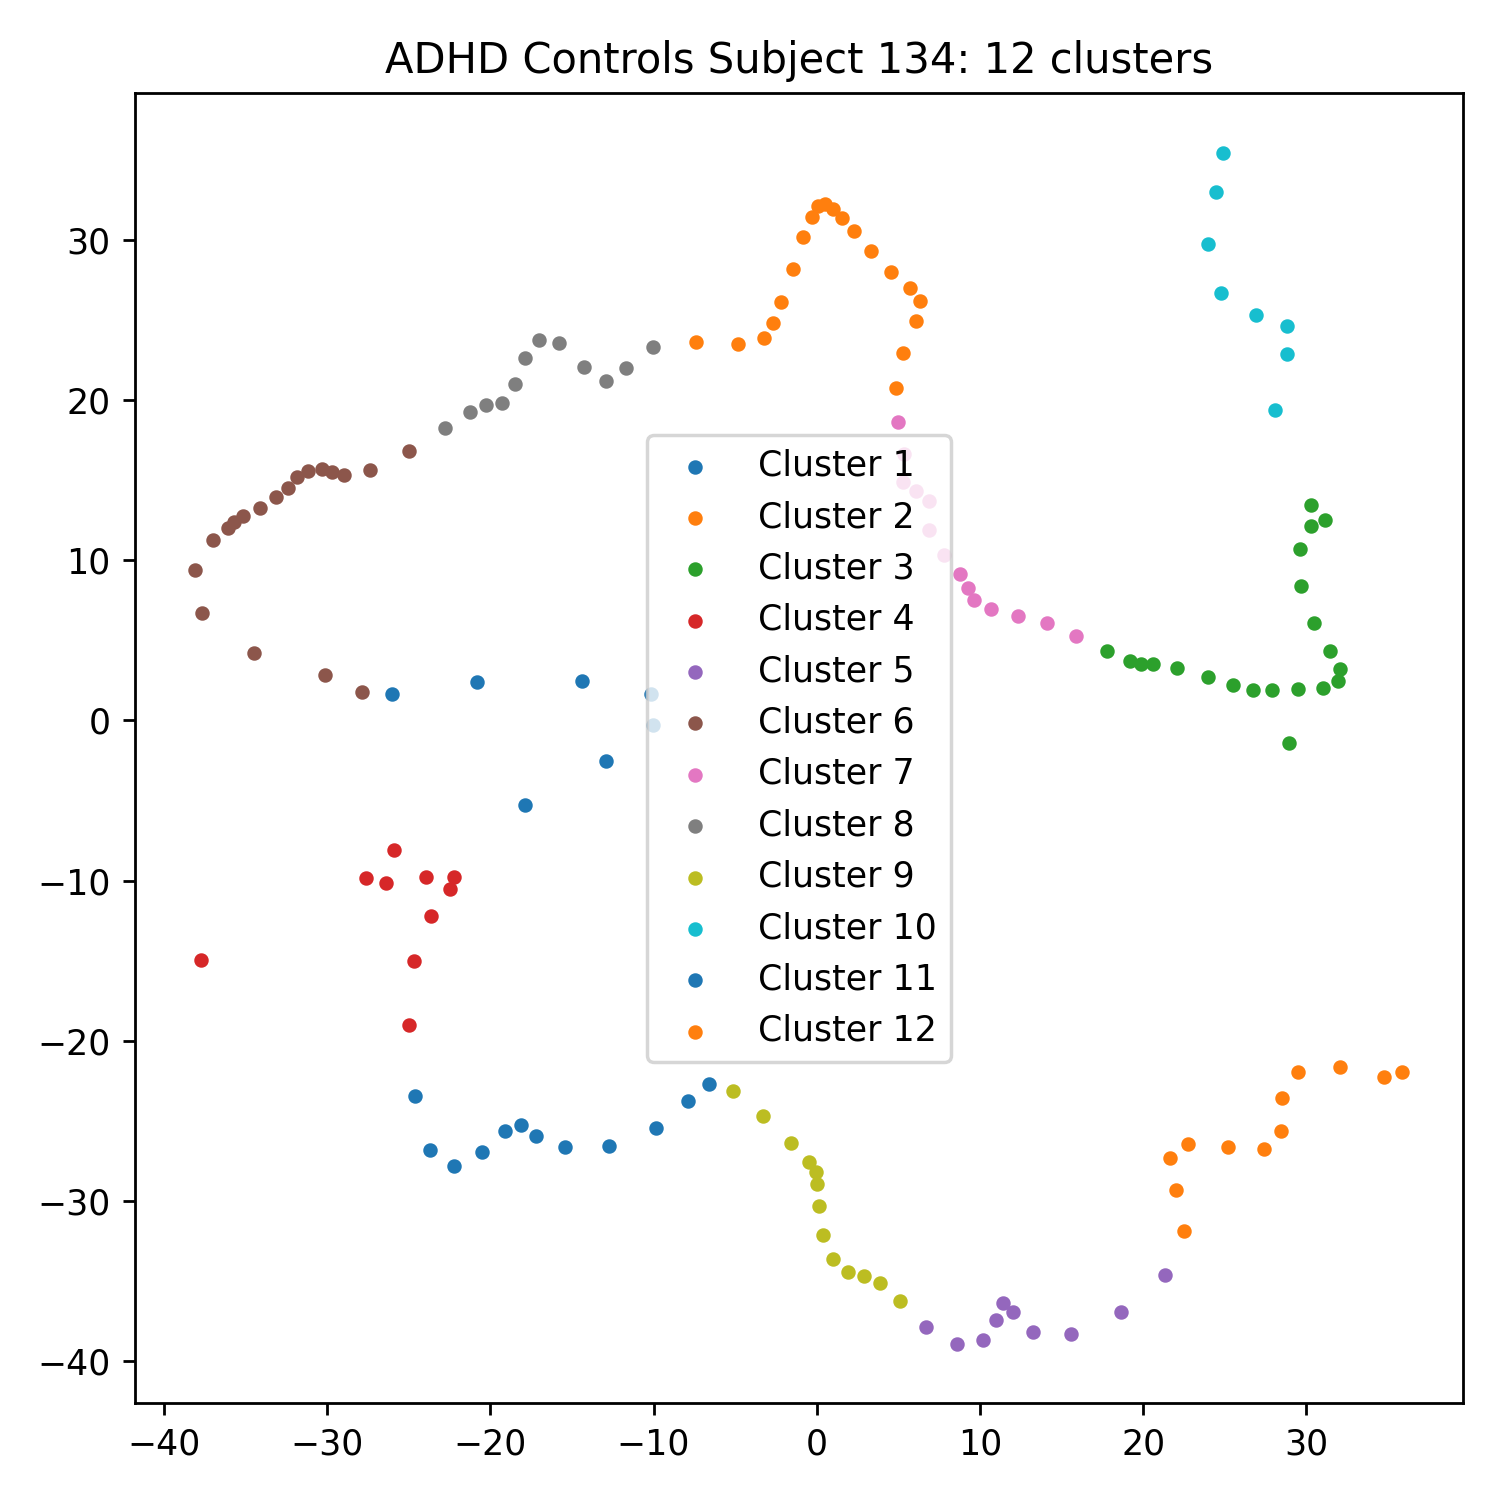 ADHD Controls Subject 134: 12 clusters
30
20
10
0
−10
−20
−30
−40
Cluster 1
Cluster 2
Cluster 3
Cluster 4
Cluster 5
Cluster 6
Cluster 7
Cluster 8
Cluster 9
Cluster 10
Cluster 11
Cluster 12
−40 −30 −20 −10 0 10 20 30